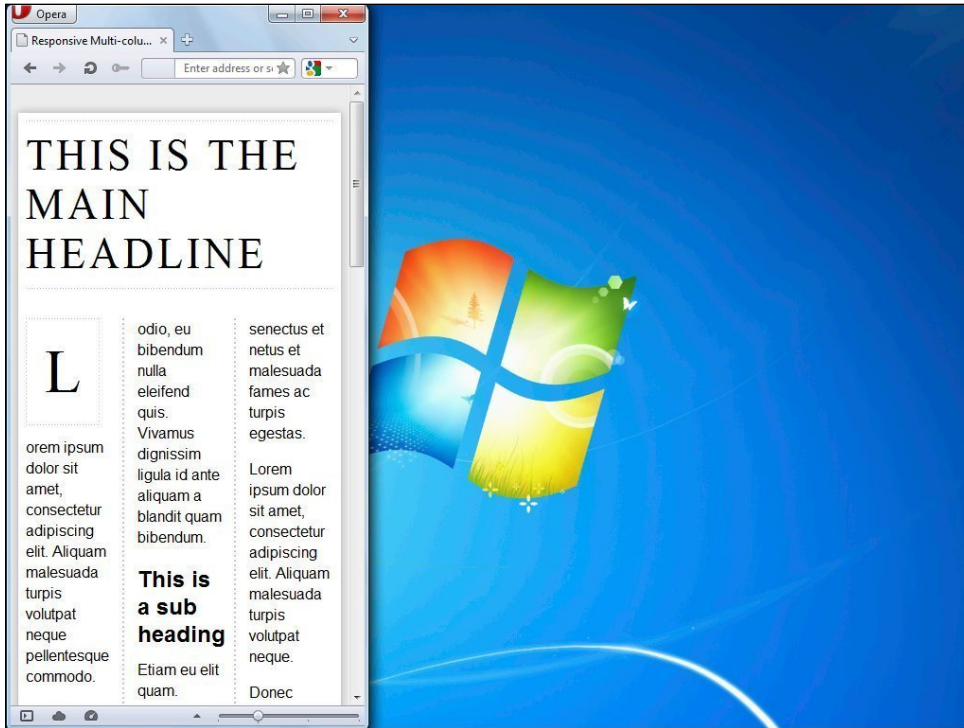 Opera
Responsive Multi-colu...
Enter address or s
THIS IS THE
MAIN
HEADLINE
L
orem ipsum
dolor sit
amet,
consectetur
adipiscing
elit. Aliquam
malesuada
turpis
volutpat
neque
pellentesque
commodo.
odio, eu
bibendum
nulla
eleifend
quis.
Vivamus
dignissim
ligula id ante
aliquam a
blandit quam
bibendum.
This is
a sub
heading
Etiam eu elit
quam.
senectus et
netus et
malesuada
fames ac
turpis
egestas.
Lorem
ipsum dolor
sit amet,
consectetur
adipiscing
elit. Aliquam
malesuada
turpis
volutpat
neque.
Donec